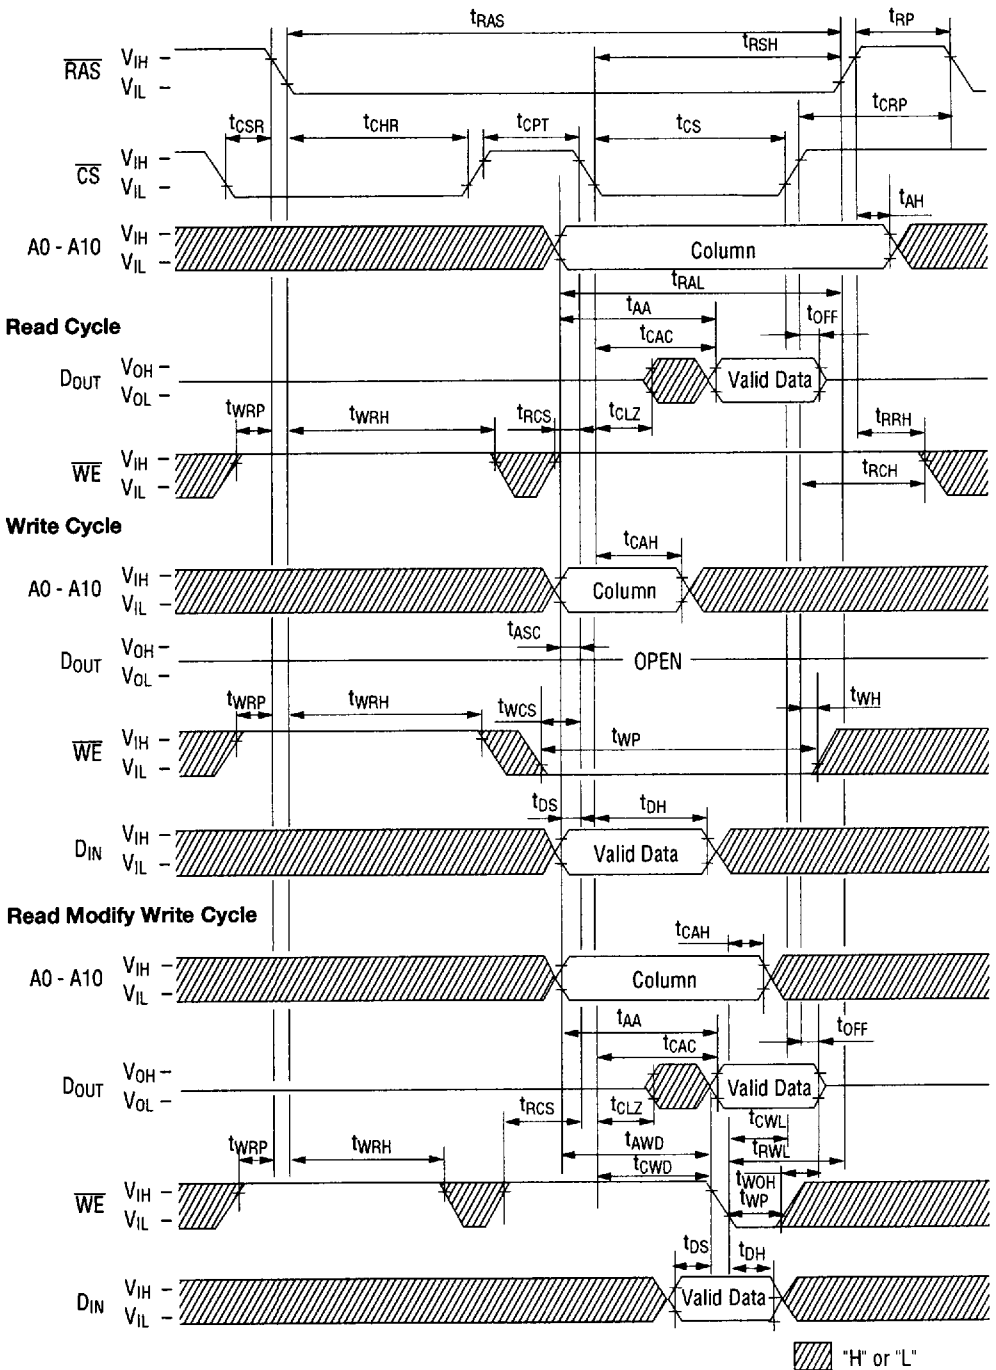 tRAS tRP
tRSH
RAS VIH
VIL
tCRP
tCSR tCHR tCPT tCS
CS VIH
VIL
tAH
A0 - A10 VIH
VIL
Column
tRAL
tAA tOFF
Read Cycle
tCAC
DOUT VOH
VOL
Valid Data
tWRP tWRH tRCS tCLZ
tRRH
WE VIH
VIL
tRCH
Write Cycle
tCAH
A0 - A10 VIH
VIL
Column
tASC
DOUT VOH
VOL
OPEN
tWRP tWRH tWCS tWH
WE VIH
VIL
tWP
tDS tDH
DIN VIH
VIL
Valid Data
Read Modify Write Cycle
tCAH
A0 - A10 VIH
VIL
Column
tAA tOFF
tCAC
DOUT VOH
VOL
Valid Data
tRCS tCLZ tCWL
tWRP tWRH tAWD tRWL
tCWD tWOH
WE VIH
VIL
tWP
tDS tDH
DIN VIH
VIL
Valid Data
"H" or "L"